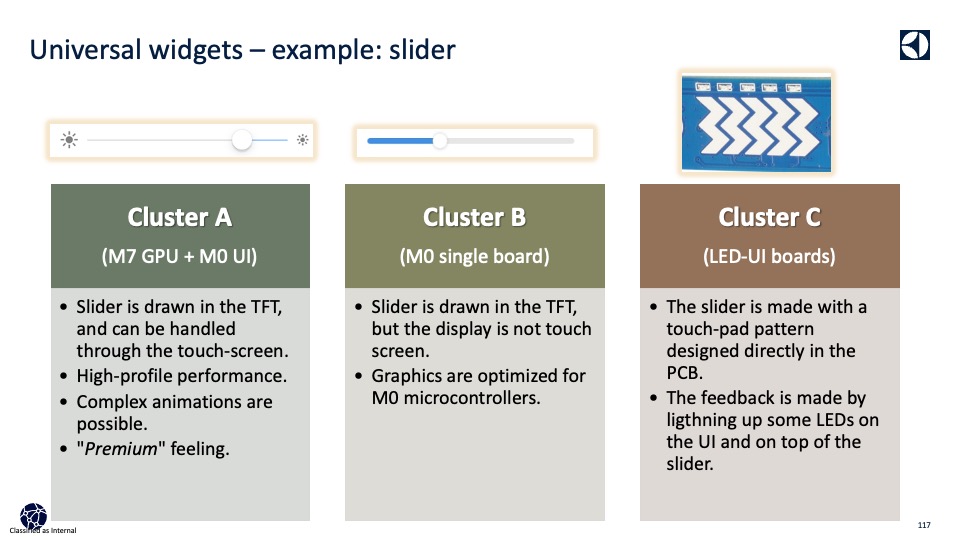 Universal widgets – example: slider
Cluster A
(M7 GPU + M0 UI)
• Slider is drawn in the TFT,
and can be handled
through the touch-screen.
• High-profile performance.
• Complex animations are
possible.
• "Premium" feeling.
Cluster B
(M0 single board)
• Slider is drawn in the TFT,
but the display is not touch
screen.
• Graphics are optimized for
M0 microcontrollers.
Cluster C
(LED-UI boards)
• The slider is made with a
touch-pad pattern
designed directly in the
PCB.
• The feedback is made by
ligthning up some LEDs on
the UI and on top of the
slider.
Classified as Internal
117